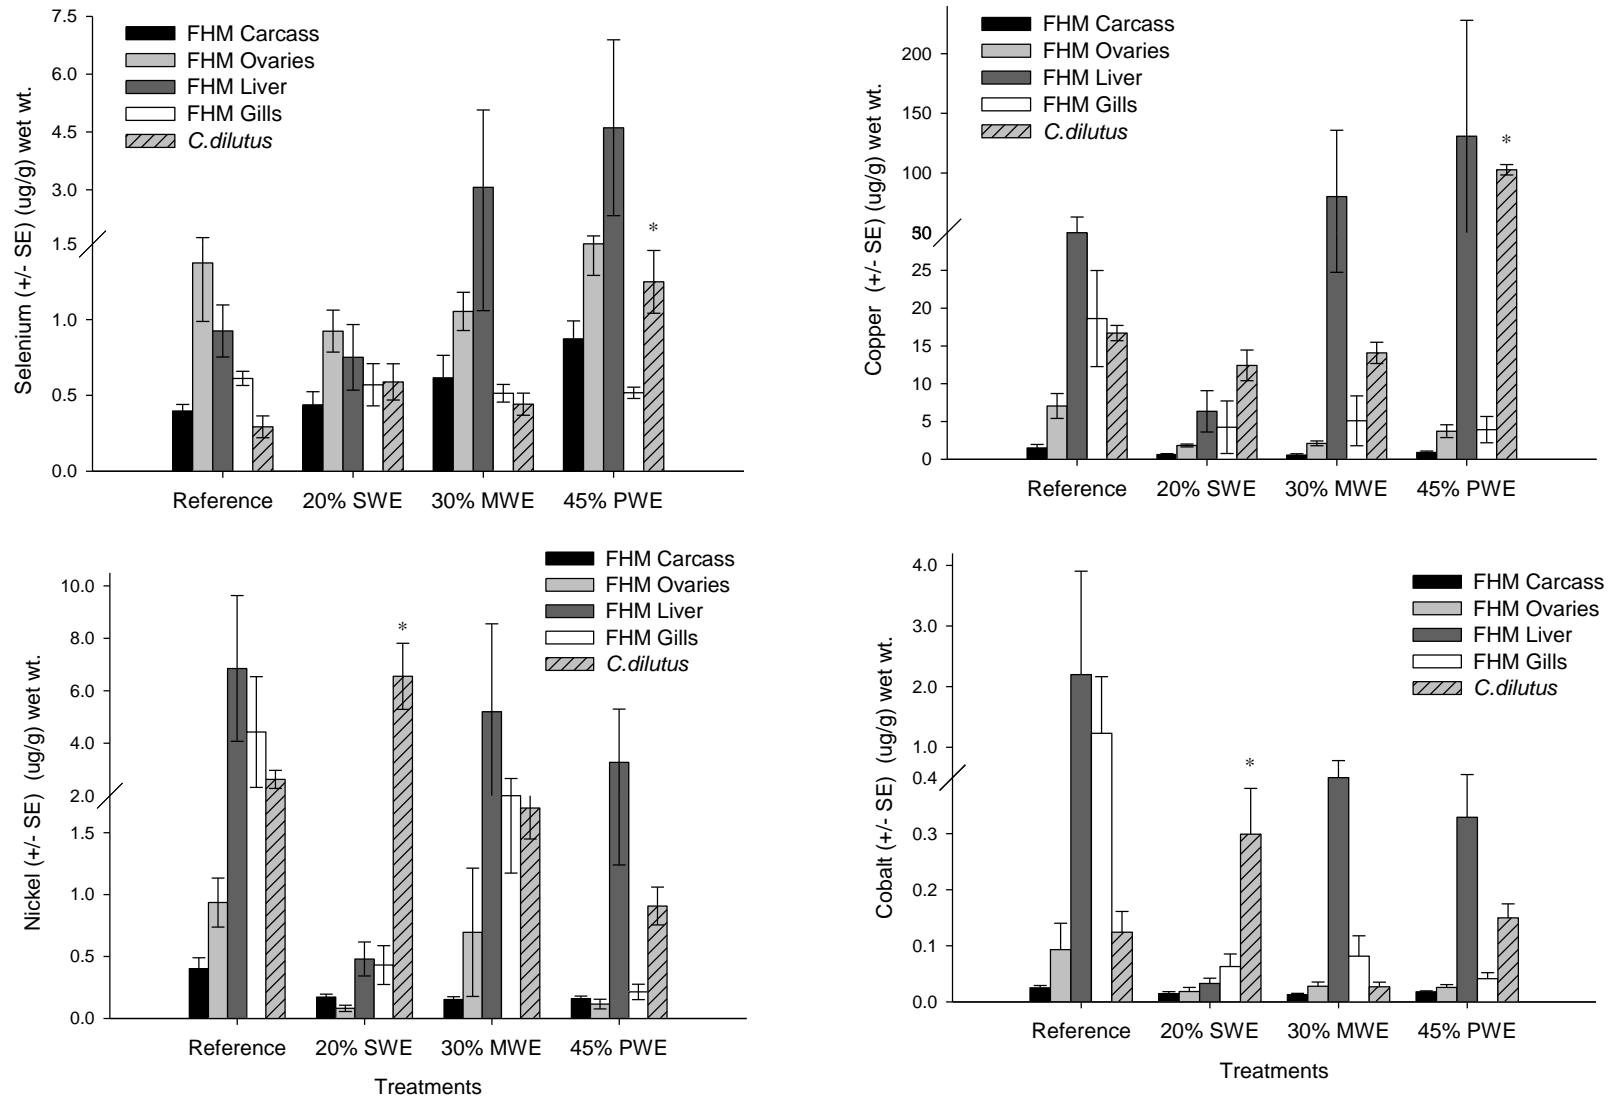 Selenium (+/- SE) (ug/g) wet wt.
7.5
6.0
4.5
3.0
1.5
1.0
0.5
0.0
FHM Carcass
FHM Ovaries
FHM Liver
FHM Gills
C.dilutus
*
Reference 20% SWE 30% MWE 45% PWE
Copper (+/- SE) (ug/g) wet wt.
200
150
100
50
30
25
20
15
10
5
0
FHM Carcass
FHM Ovaries
FHM Liver
FHM Gills
C.dilutus
*
Reference 20% SWE 30% MWE 45% PWE
Nickel (+/- SE) (ug/g) wet wt.
10.0
8.0
6.0
4.0
2.0
1.5
1.0
0.5
0.0
FHM Carcass
FHM Ovaries
FHM Liver
FHM Gills
C.dilutus
*
Reference 20% SWE 30% MWE 45% PWE
Treatments
Cobalt (+/- SE) (ug/g) wet wt.
4.0
3.0
2.0
1.0
0.4
0.3
0.2
0.1
0.0
FHM Carcass
FHM Ovaries
FHM Liver
FHM Gills
C.dilutus
*
Reference 20% SWE 30% MWE 45% PWE
Treatments